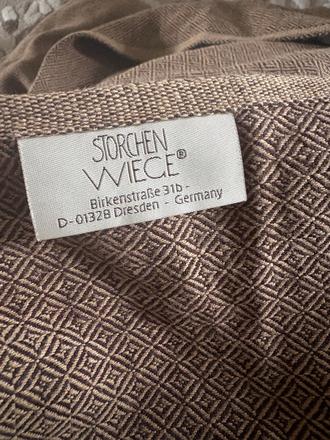 STORCHEN
WIEGE®
Birkenstraße 31b -
D-01328 Dresden - Germany